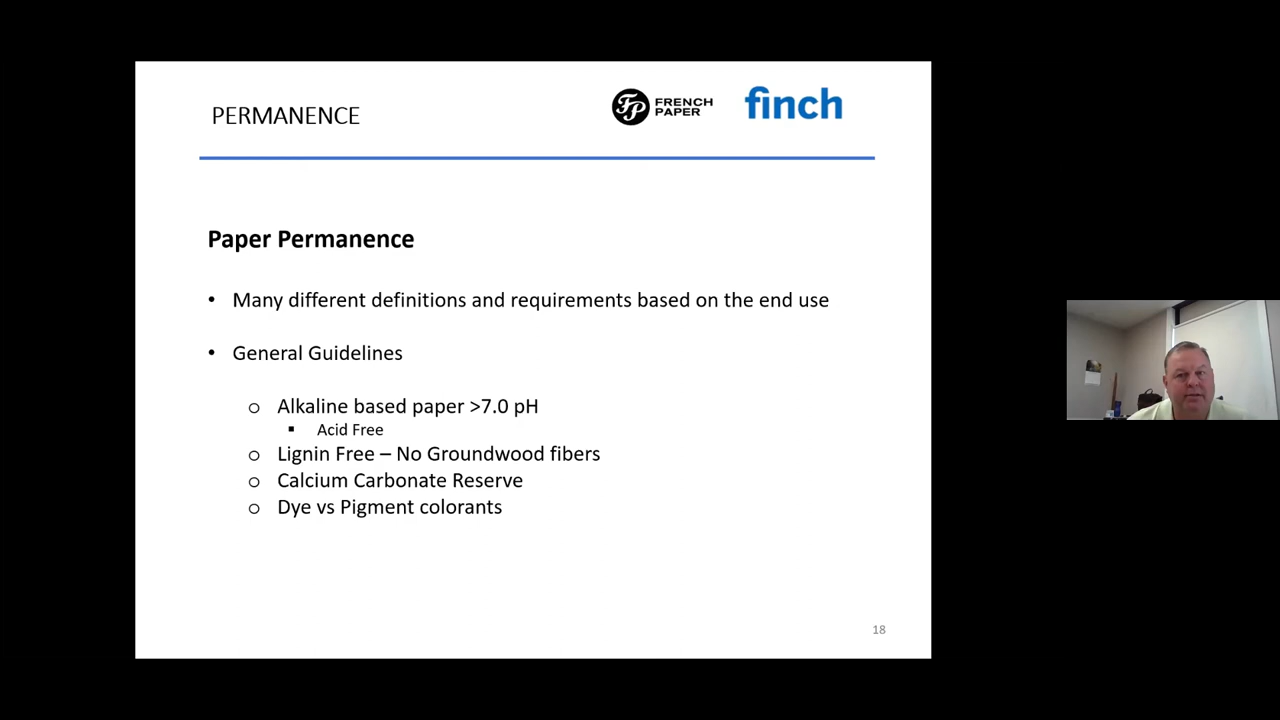 PERMANENCE
FP FRENCH
PAPER
finch
Paper Permanence
• Many different definitions and requirements based on the end use
• General Guidelines
o Alkaline based paper >7.0 pH
▪ Acid Free
o Lignin Free – No Groundwood fibers
o Calcium Carbonate Reserve
o Dye vs Pigment colorants
18